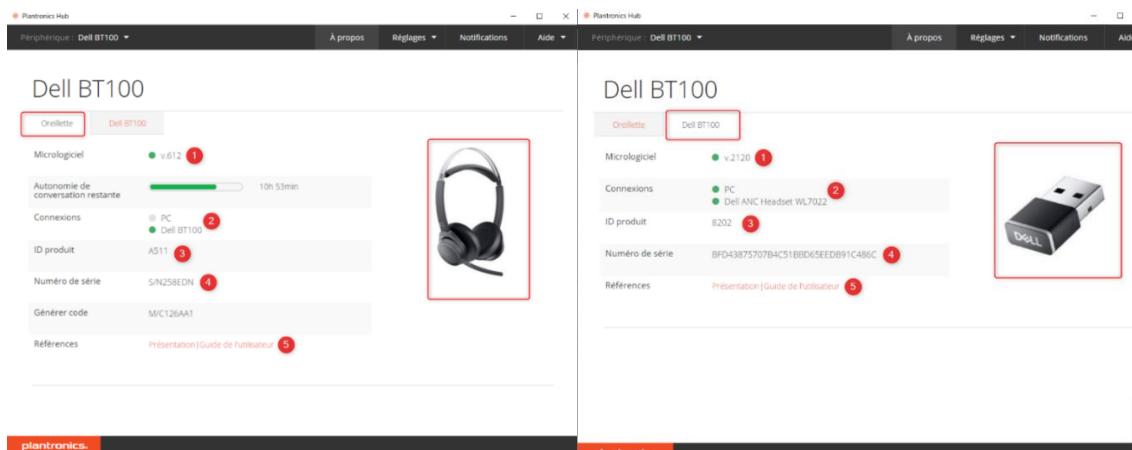 Plantronics Hub
Périphérique : Dell BT100
À propos
Réglages
Notifications
Aide
Dell BT100
Oreillette
Dell BT100
Micrologiciel
v.612
1
Autonomie de
conversation restante
10h 53min
Connexions
PC
Dell BT100
2
ID produit
A511
3
Numéro de série
S/N258EDN
4
Générer code
M/C126AA1
Références
Présentation|Guide de l'utilisateur
5
plantronics.
Plantronics Hub
Périphérique : Dell BT100
À propos
Réglages
Notifications
Aide
Dell BT100
Oreillette
Dell BT100
Micrologiciel
v.2120
1
Connexions
PC
Dell ANC Headset WL7022
2
ID produit
8202
3
Numéro de série
BFD43875707B4C51BBD65EEDB91C486C
4
Références
Présentation|Guide de l'utilisateur
5
DELL